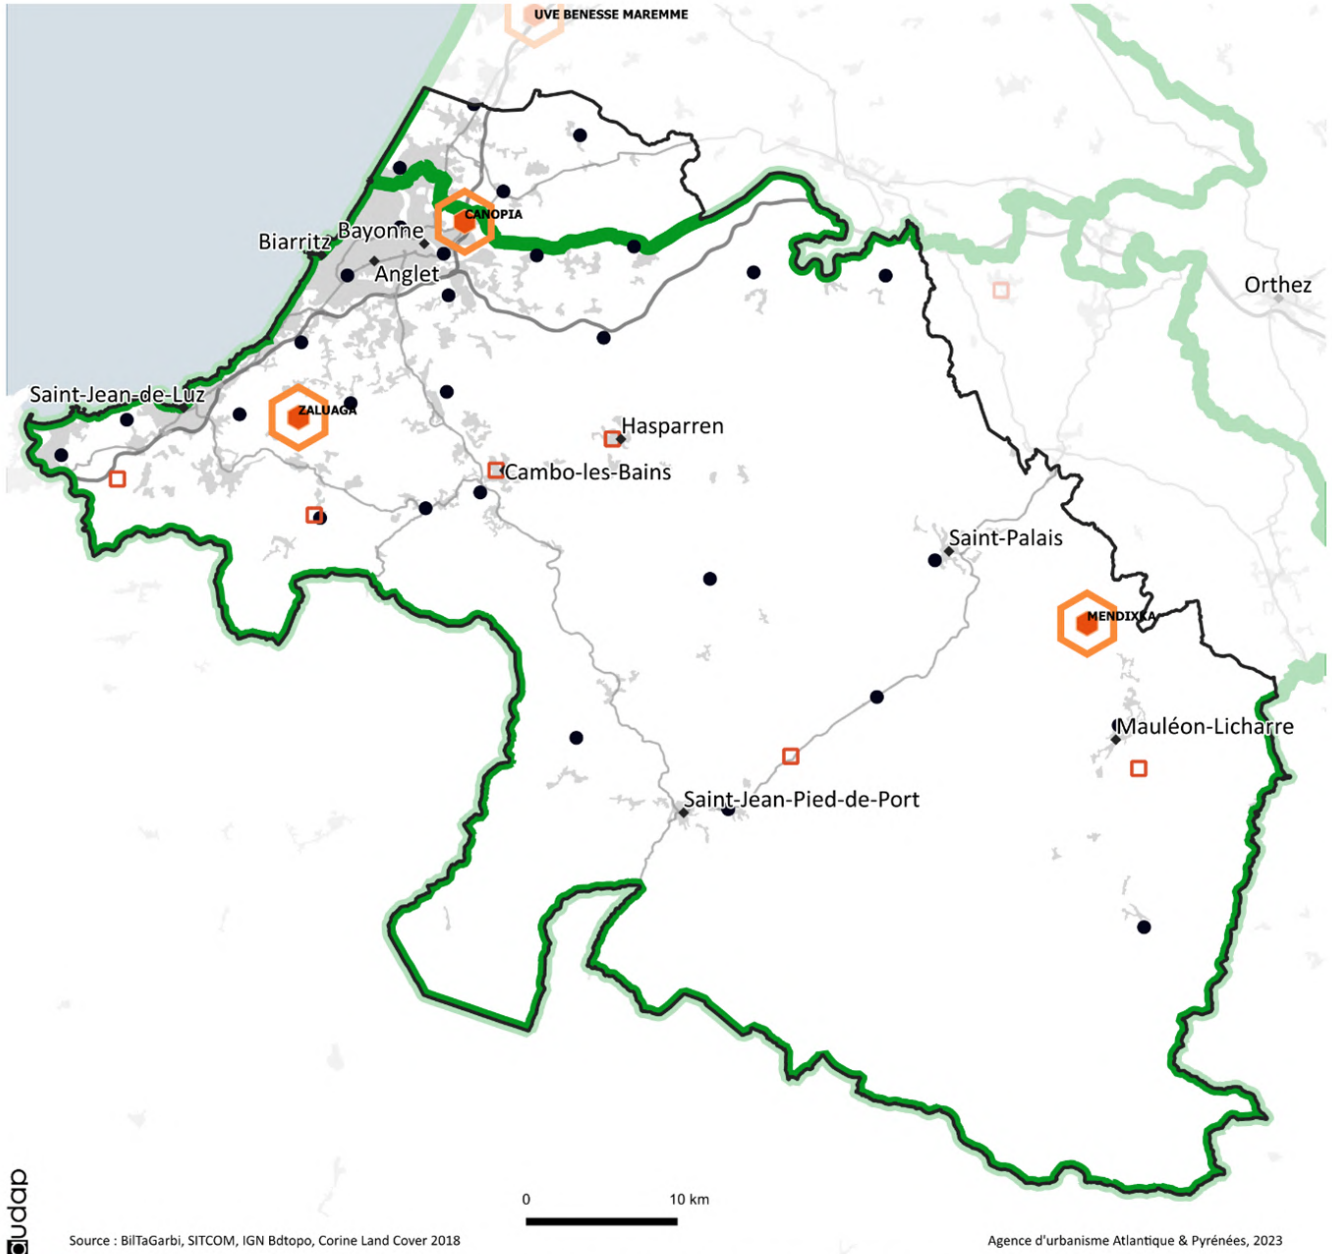 UVE BENESSE MAREMME
CANOPIA
Bayonne
Biarritz
Anglet
Orthez
Saint-Jean-de-Luz
ZALUAGA
Hasparren
Cambo-les-Bains
Saint-Palais
MENDIXKA
Mauléon-Licharre
Saint-Jean-Pied-de-Port
0 10 km
audap
Source : BilTaGarbi, SITCOM, IGN Bdtopo, Corine Land Cover 2018
Agence d'urbanisme Atlantique & Pyrénées, 2023